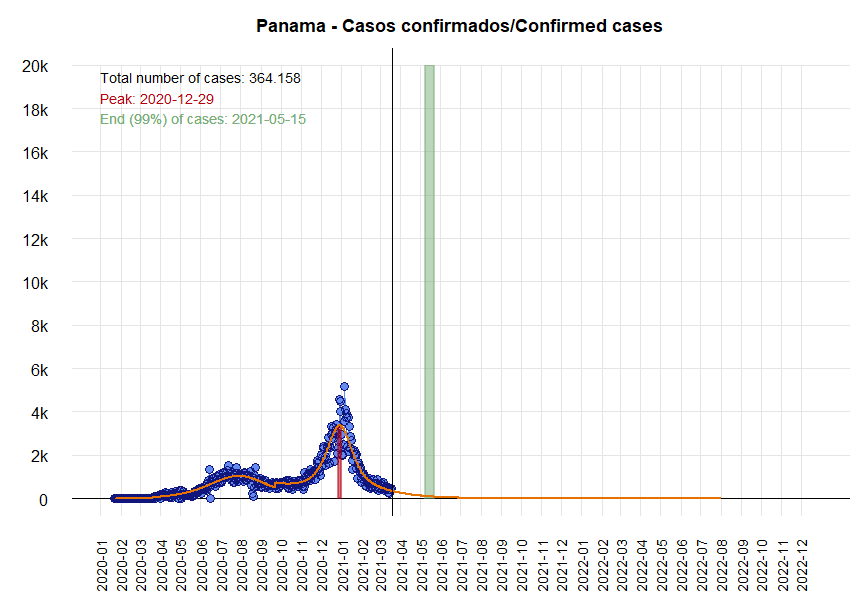 Panama - Casos confirmados/Confirmed cases
20k
Total number of cases: 364.158
Peak: 2020-12-29
18k
End (99%) of cases: 2021-05-15
16k
14k
12k
10k
8k
6k
4k
2k
0
2020-01
2020-02
2020-03
2020-04
2020-05
2020-06
2020-07
2020-08
2020-09
2020-10
2020-11
2020-12
2021-01
2021-02
2021-03
2021-04
2021-05
2021-06
2021-07
2021-08
2021-09
2021-10
2021-11
2021-12
2022-01
2022-02
2022-03
2022-04
2022-05
2022-06
2022-07
2022-08
2022-09
2022-10
2022-11
2022-12